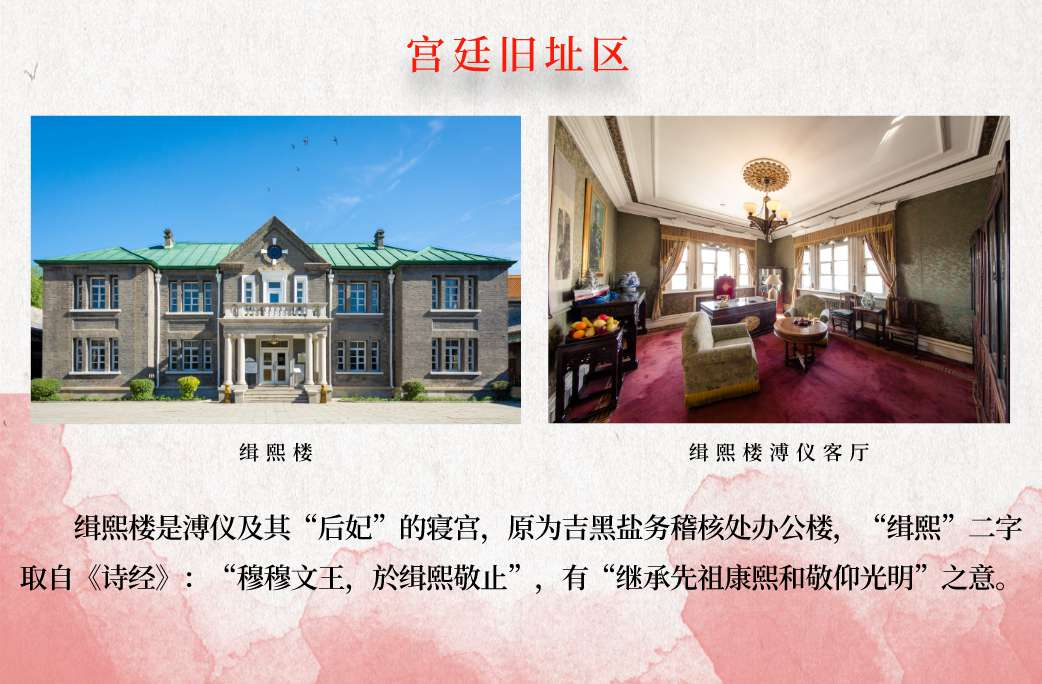 宫廷旧址区
缉熙楼
缉熙楼溥仪客厅
缉熙楼是溥仪及其“后妃”的寝宫，原为吉黑盐务稽核处办公楼，“缉熙”二字
取自《诗经》：“穆穆文王，於缉熙敬止”，有“继承先祖康熙和敬仰光明”之意。